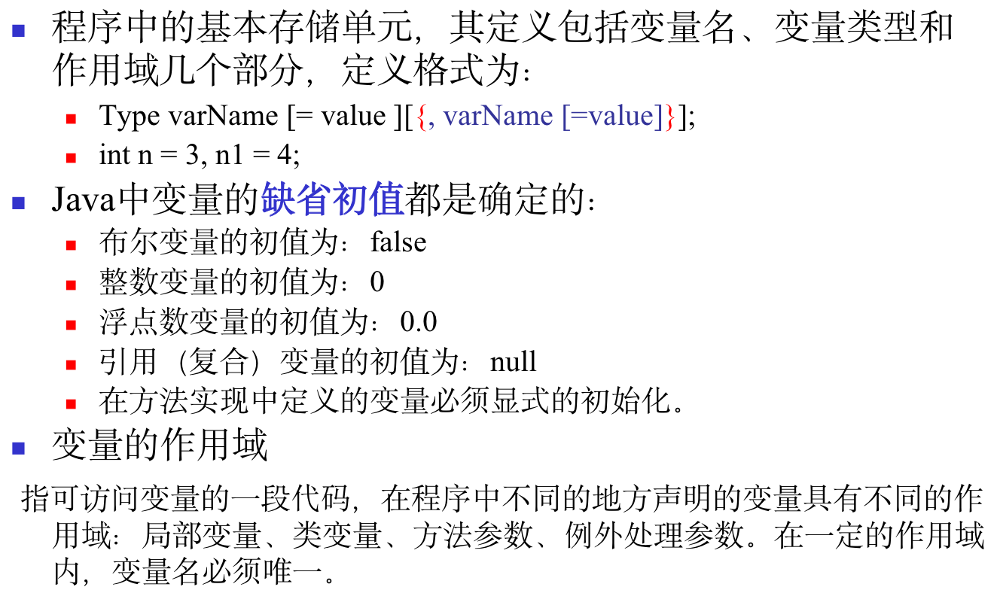 程序中的基本存储单元，其定义包括变量名、变量类型和
作用域几个部分，定义格式为：
Type varName [= value ][{, varName [=value]}];
int n = 3, n1 = 4;
Java中变量的缺省初值都是确定的：
布尔变量的初值为：false
整数变量的初值为：0
浮点数变量的初值为：0.0
引用（复合）变量的初值为：null
在方法实现中定义的变量必须显式的初始化。
变量的作用域
指可访问变量的一段代码，在程序中不同的地方声明的变量具有不同的作
用域：局部变量、类变量、方法参数、例外处理参数。在一定的作用域
内，变量名必须唯一。